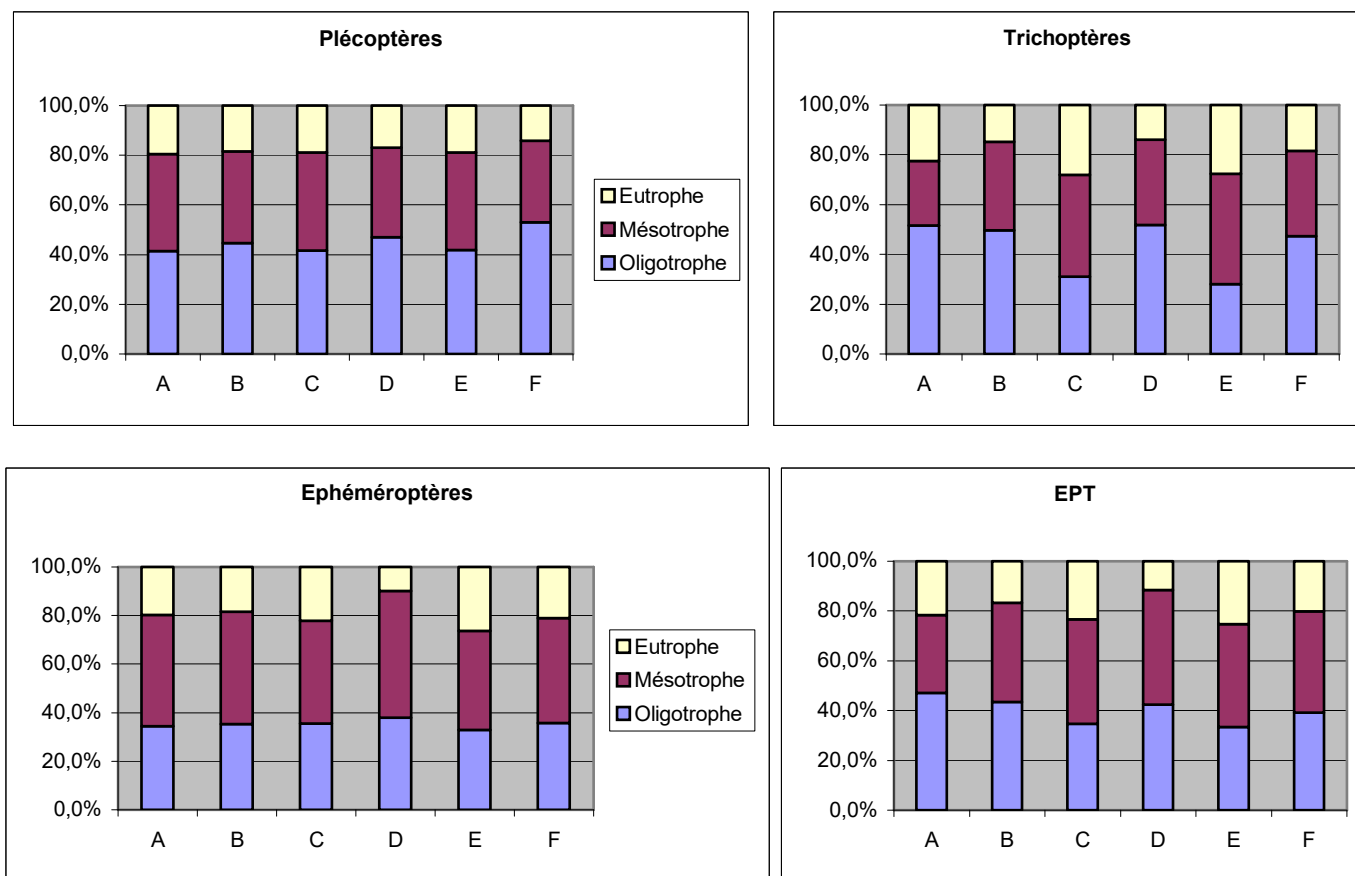 Plécoptères
100,0%
80,0%
60,0%
40,0%
20,0%
0,0%
A B C D E F
Eutrophe
Mésotrophe
Oligotrophe
Trichoptères
100,0%
80,0%
60,0%
40,0%
20,0%
0,0%
A B C D E F
Ephéméroptères
100,0%
80,0%
60,0%
40,0%
20,0%
0,0%
A B C D E F
Eutrophe
Mésotrophe
Oligotrophe
EPT
100,0%
80,0%
60,0%
40,0%
20,0%
0,0%
A B C D E F